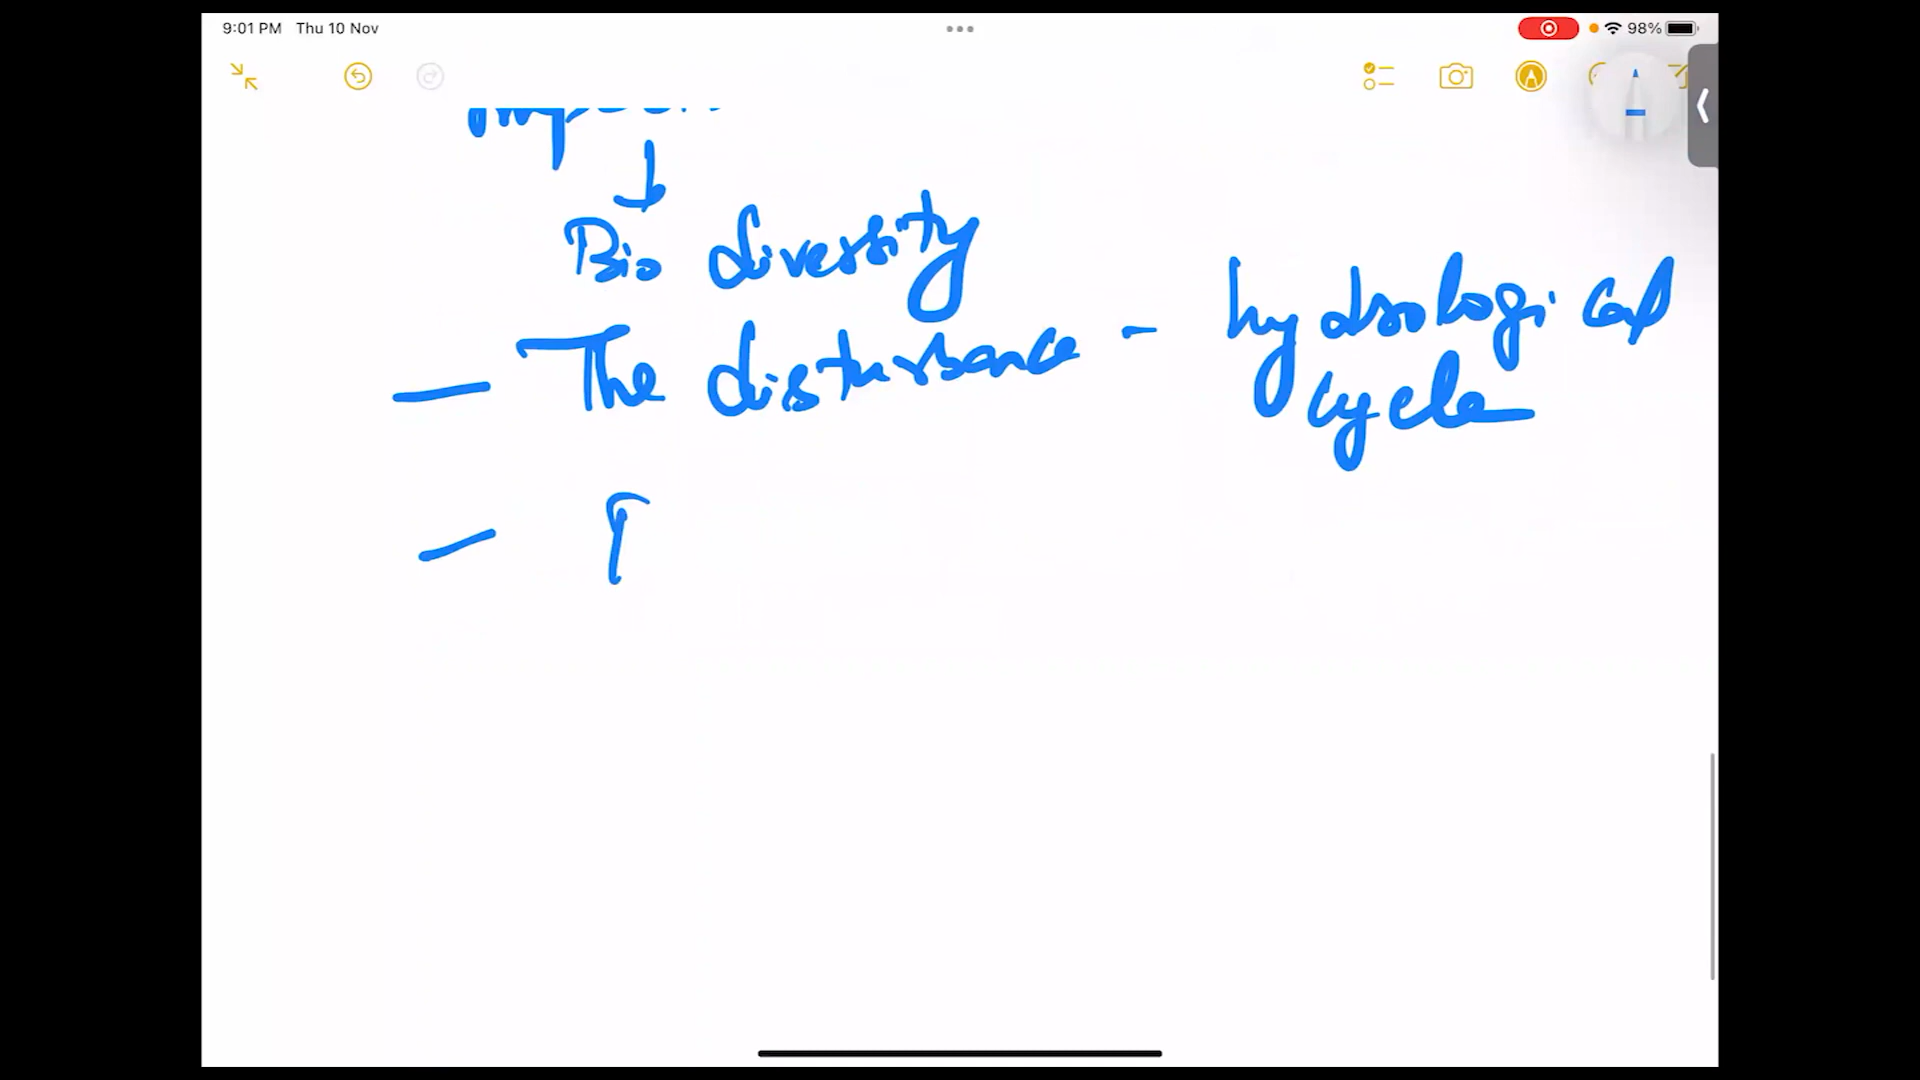 9:01 PM Thu 10 Nov
98%
Bio diversity
— The disturbance - hydrological
cycle
—